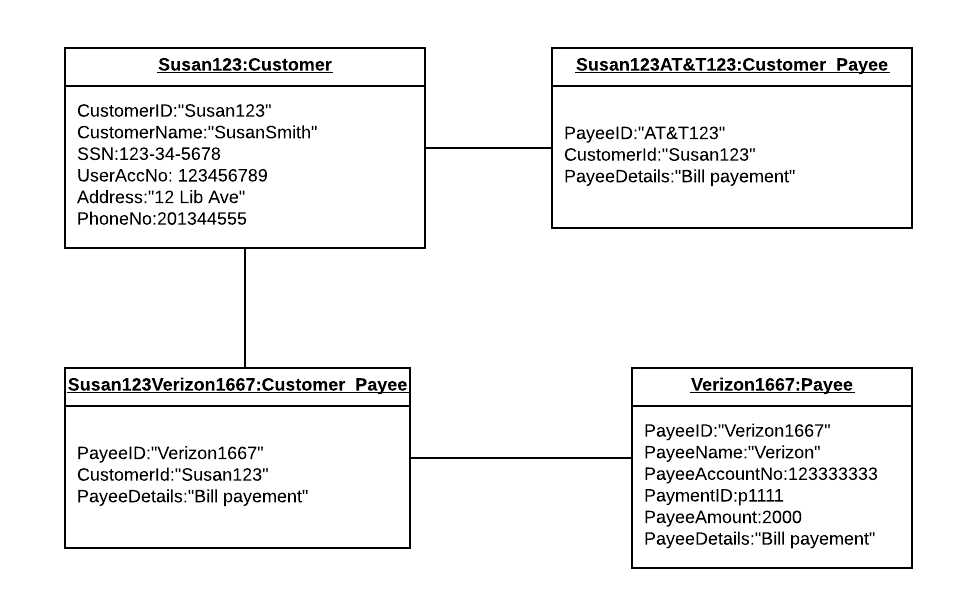 Susan123:Customer
CustomerID:"Susan123"
CustomerName:"SusanSmith"
SSN:123-34-5678
UserAccNo: 123456789
Address:"12 Lib Ave"
PhoneNo:201344555
Susan123AT&T123:Customer_Payee
PayeeID:"AT&T123"
CustomerId:"Susan123"
PayeeDetails:"Bill payement"
Susan123Verizon1667:Customer_Payee
PayeeID:"Verizon1667"
CustomerId:"Susan123"
PayeeDetails:"Bill payement"
Verizon1667:Payee
PayeeID:"Verizon1667"
PayeeName:"Verizon"
PayeeAccountNo:123333333
PaymentID:p1111
PayeeAmount:2000
PayeeDetails:"Bill payement"